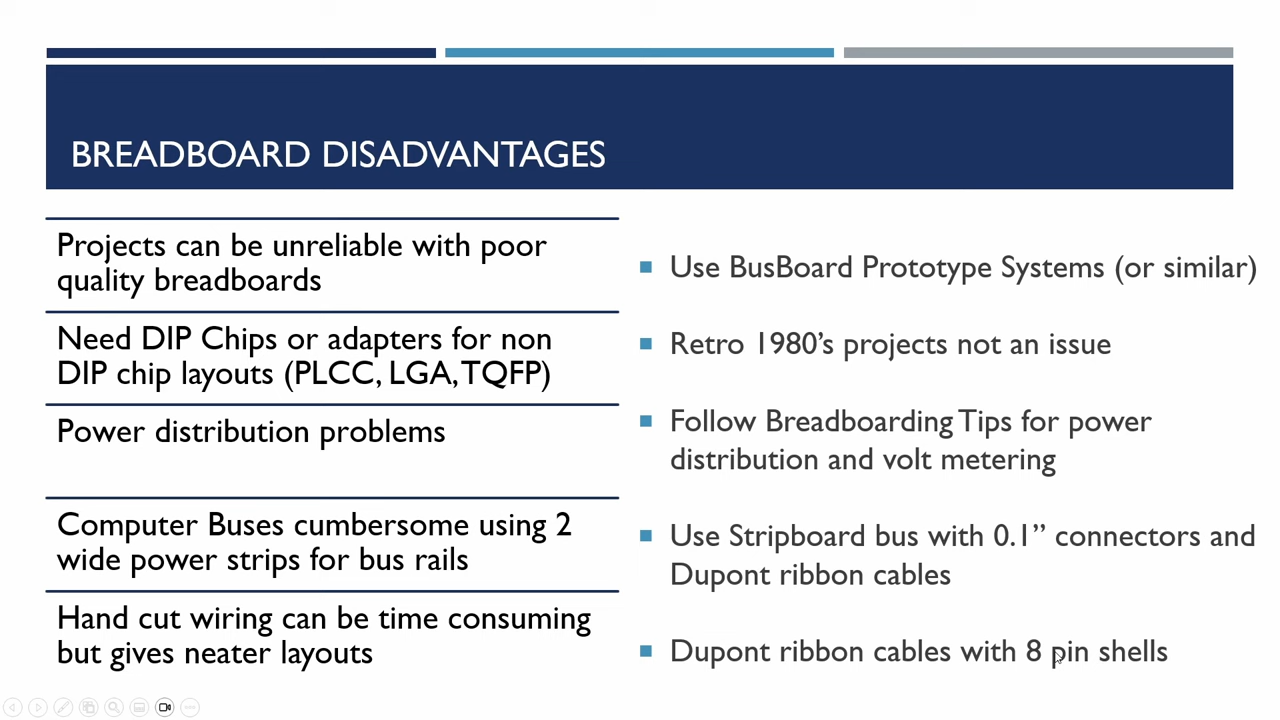 BREADBOARD DISADVANTAGES
Projects can be unreliable with poor
quality breadboards
Need DIP Chips or adapters for non
DIP chip layouts (PLCC, LGA, TQFP)
Power distribution problems
Computer Buses cumbersome using 2
wide power strips for bus rails
Hand cut wiring can be time consuming
but gives neater layouts
Use BusBoard Prototype Systems (or similar)
Retro 1980’s projects not an issue
Follow Breadboarding Tips for power
distribution and volt metering
Use Stripboard bus with 0.1” connectors and
Dupont ribbon cables
Dupont ribbon cables with 8 pin shells